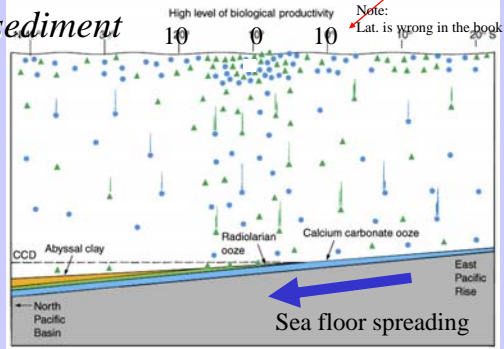 sediment
High level of biological productivity
Note:
Lat. is wrong in the book
10 0 10 10° 20° S
CCD
Abyssal clay
Radiolarian
ooze
Calcium carbonate ooze
North
Pacific
Basin
East
Pacific
Rise
Sea floor spreading